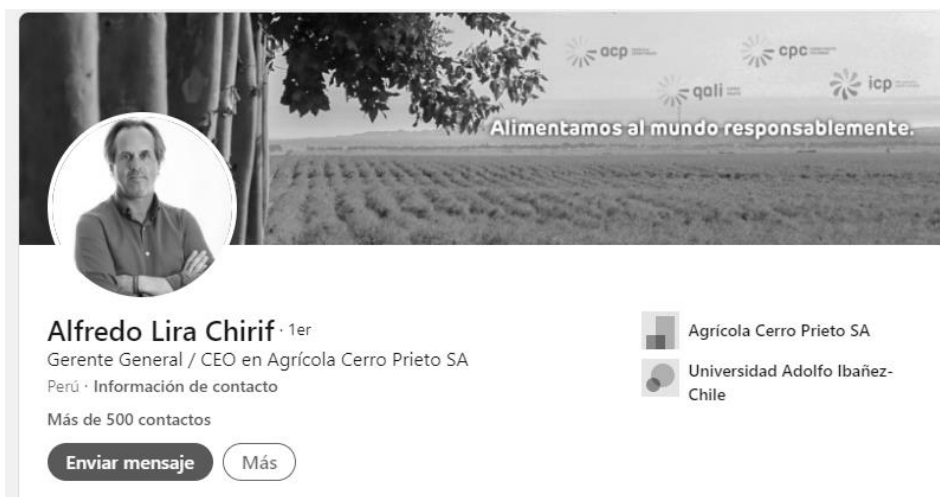 acp
cpc
qali
icp
Alimentamos al mundo responsablemente.
Alfredo Lira Chirif · 1er
Gerente General / CEO en Agrícola Cerro Prieto SA
Perú · Información de contacto
Más de 500 contactos
Enviar mensaje
Más
Agrícola Cerro Prieto SA
Universidad Adolfo Ibañez-
Chile